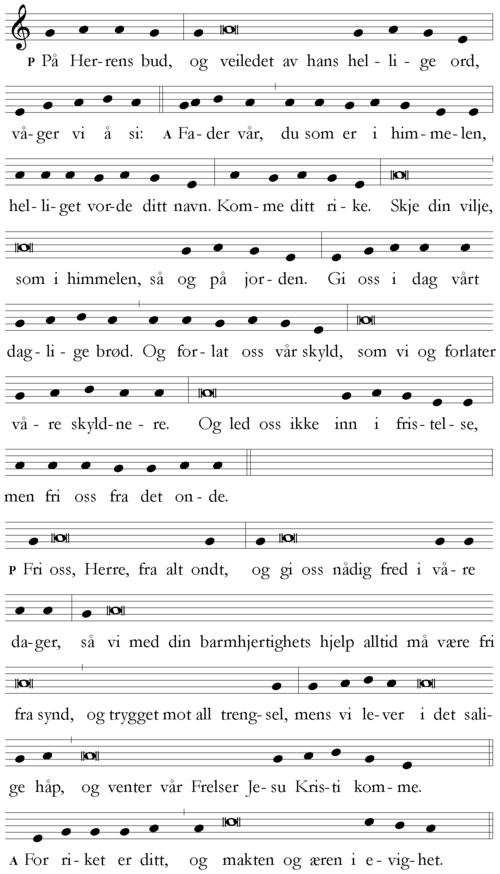 P På Her-rens bud, og veiledet av hans hel-li-ge ord,
vå-ger vi å si: A Fa-der vår, du som er i him-me-len,
hel-li-get vor-de ditt navn. Kom-me ditt ri-ke. Skje din vilje,
som i himmelen, så og på jor-den. Gi oss i dag vårt
dag-li-ge brød. Og for-lat oss vår skyld, som vi og forlater
vå-re skyld-ne-re. Og led oss ikke inn i fris-tel-se,
men fri oss fra det on-de.
P Fri oss, Herre, fra alt ondt, og gi oss nådig fred i vå-re
da-ger, så vi med din barmhjertighets hjelp alltid må være fri
fra synd, og trygget mot all treng-sel, mens vi le-ver i det sali-
ge håp, og venter vår Frelser Je-su Kris-ti kom-me.
A For ri-ket er ditt, og makten og æren i e-vig-het.